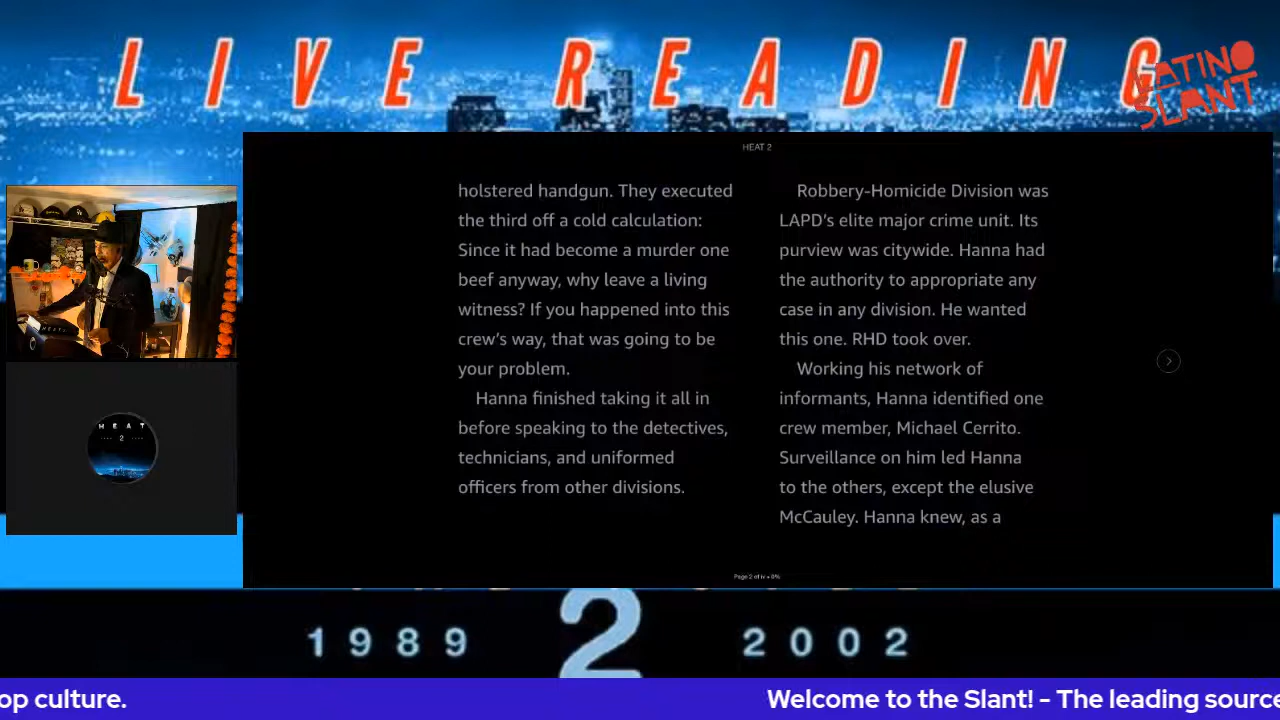 LIVE READING
LATINO
SLANT
HEAT 2
holstered handgun. They executed
the third off a cold calculation:
Since it had become a murder one
beef anyway, why leave a living
witness? If you happened into this
crew's way, that was going to be
your problem.
Hanna finished taking it all in
before speaking to the detectives,
technicians, and uniformed
officers from other divisions.
Robbery-Homicide Division was
LAPD's elite major crime unit. Its
purview was citywide. Hanna had
the authority to appropriate any
case in any division. He wanted
this one. RHD took over.
Working his network of
informants, Hanna identified one
crew member, Michael Cerrito.
Surveillance on him led Hanna
to the others, except the elusive
McCauley. Hanna knew, as a
Page 2 of iv • 0%
HEAT
2
1989 2 2002
op culture.
Welcome to the Slant! - The leading source